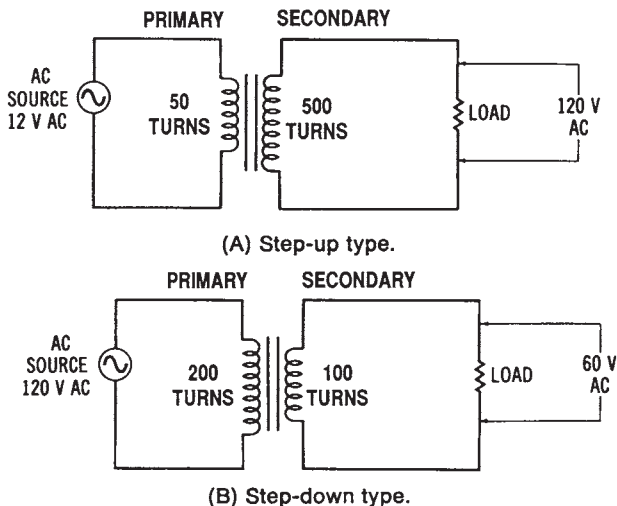 PRIMARY SECONDARY
AC
SOURCE
12 V AC
50
TURNS
500
TURNS
LOAD
120 V
AC
(A) Step-up type.
PRIMARY SECONDARY
AC
SOURCE
120 V AC
200
TURNS
100
TURNS
LOAD
60 V
AC
(B) Step-down type.